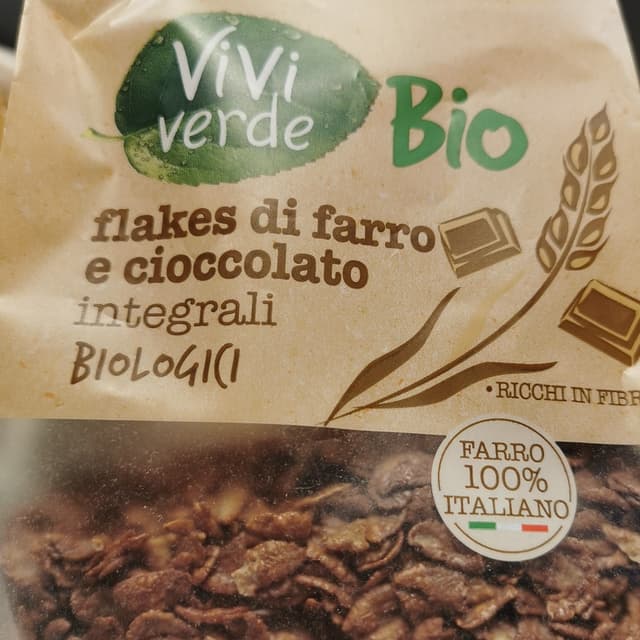 ViVi
verde
Bio
flakes di farro
e cioccolato
integrali
BIOLOGICI
• RICCHI IN FIBR
FARRO
100%
ITALIANO